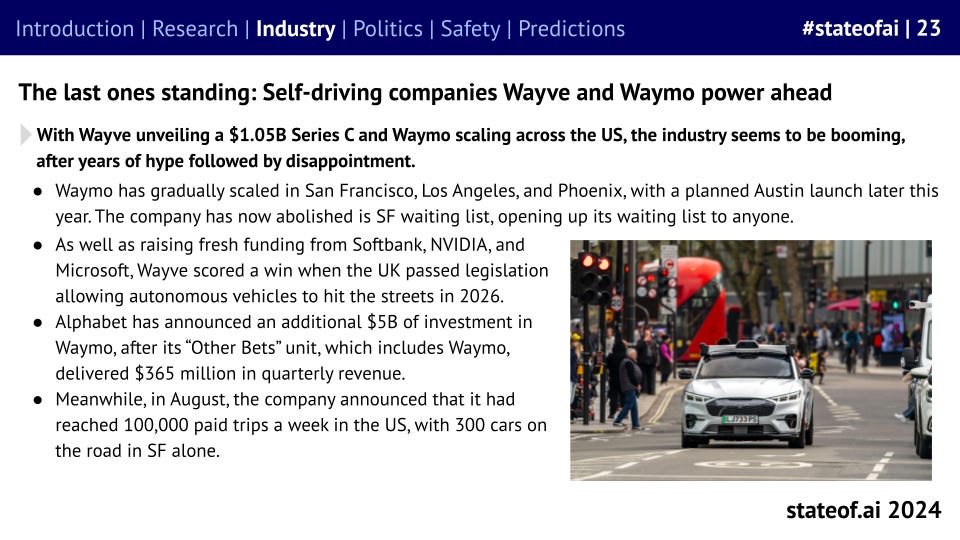 Introduction | Research | Industry | Politics | Safety | Predictions
#stateofai | 23
The last ones standing: Self-driving companies Wayve and Waymo power ahead
With Wayve unveiling a $1.05B Series C and Waymo scaling across the US, the industry seems to be booming,
after years of hype followed by disappointment.
● Waymo has gradually scaled in San Francisco, Los Angeles, and Phoenix, with a planned Austin launch later this
year. The company has now abolished is SF waiting list, opening up its waiting list to anyone.
● As well as raising fresh funding from Softbank, NVIDIA, and
Microsoft, Wayve scored a win when the UK passed legislation
allowing autonomous vehicles to hit the streets in 2026.
● Alphabet has announced an additional $5B of investment in
Waymo, after its “Other Bets” unit, which includes Waymo,
delivered $365 million in quarterly revenue.
● Meanwhile, in August, the company announced that it had
reached 100,000 paid trips a week in the US, with 300 cars on
the road in SF alone.
20
stateof.ai 2024